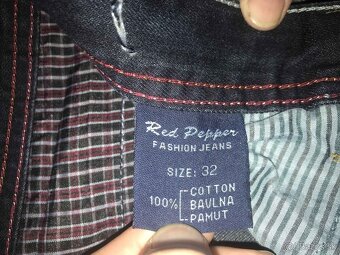 Red Pepper
FASHION JEANS
SIZE: 32
COTTON
100% BAVLNA
PAMUT